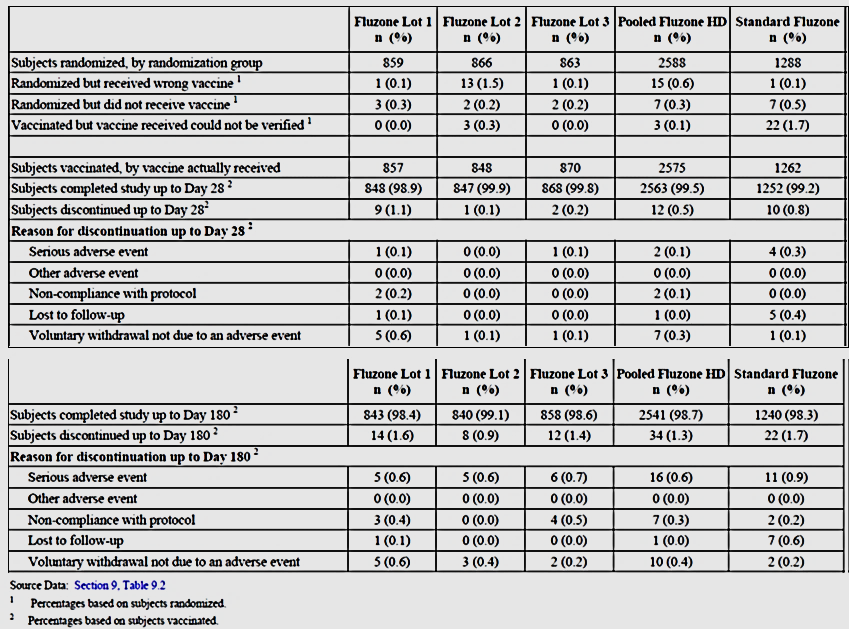 Fluzone Lot 1 Fluzone Lot 2 Fluzone Lot 3 Pooled Fluzone HD Standard Fluzone
n (%) n (%) n (%) n (%) n (%)
Subjects randomized, by randomization group 859 866 863 2588 1288
Randomized but received wrong vaccine 1 1 (0.1) 13 (1.5) 1 (0.1) 15 (0.6) 1 (0.1)
Randomized but did not receive vaccine 1 3 (0.3) 2 (0.2) 2 (0.2) 7 (0.3) 7 (0.5)
Vaccinated but vaccine received could not be verified 1 0 (0.0) 3 (0.3) 0 (0.0) 3 (0.1) 22 (1.7)
Subjects vaccinated, by vaccine actually received 857 848 870 2575 1262
Subjects completed study up to Day 28 2 848 (98.9) 847 (99.9) 868 (99.8) 2563 (99.5) 1252 (99.2)
Subjects discontinued up to Day 28 2 9 (1.1) 1 (0.1) 2 (0.2) 12 (0.5) 10 (0.8)
Reason for discontinuation up to Day 28 2
Serious adverse event 1 (0.1) 0 (0.0) 1 (0.1) 2 (0.1) 4 (0.3)
Other adverse event 0 (0.0) 0 (0.0) 0 (0.0) 0 (0.0) 0 (0.0)
Non-compliance with protocol 2 (0.2) 0 (0.0) 0 (0.0) 2 (0.1) 0 (0.0)
Lost to follow-up 1 (0.1) 0 (0.0) 0 (0.0) 1 (0.0) 5 (0.4)
Voluntary withdrawal not due to an adverse event 5 (0.6) 1 (0.1) 1 (0.1) 7 (0.3) 1 (0.1)
Fluzone Lot 1 Fluzone Lot 2 Fluzone Lot 3 Pooled Fluzone HD Standard Fluzone
n (%) n (%) n (%) n (%) n (%)
Subjects completed study up to Day 180 2 843 (98.4) 840 (99.1) 858 (98.6) 2541 (98.7) 1240 (98.3)
Subjects discontinued up to Day 180 2 14 (1.6) 8 (0.9) 12 (1.4) 34 (1.3) 22 (1.7)
Reason for discontinuation up to Day 180 2
Serious adverse event 5 (0.6) 5 (0.6) 6 (0.7) 16 (0.6) 11 (0.9)
Other adverse event 0 (0.0) 0 (0.0) 0 (0.0) 0 (0.0) 0 (0.0)
Non-compliance with protocol 3 (0.4) 0 (0.0) 4 (0.5) 7 (0.3) 2 (0.2)
Lost to follow-up 1 (0.1) 0 (0.0) 0 (0.0) 1 (0.0) 7 (0.6)
Voluntary withdrawal not due to an adverse event 5 (0.6) 3 (0.4) 2 (0.2) 10 (0.4) 2 (0.2)
Source Data: Section 9, Table 9.2
1 Percentages based on subjects randomized.
2 Percentages based on subjects vaccinated.